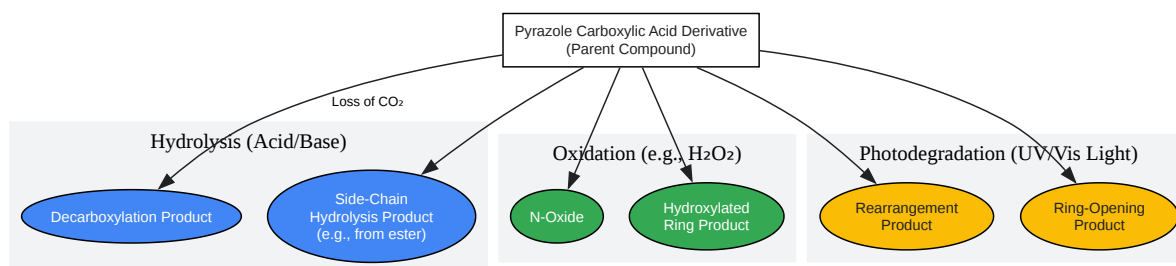 Pyrazole Carboxylic Acid Derivative
(Parent Compound)
Loss of CO₂
Hydrolysis (Acid/Base)
Oxidation (e.g., H₂O₂)
Photodegradation (UV/Vis Light)
Decarboxylation Product
Side-Chain
Hydrolysis Product
(e.g., from ester)
N-Oxide
Hydroxylated
Ring Product
Rearrangement
Product
Ring-Opening
Product